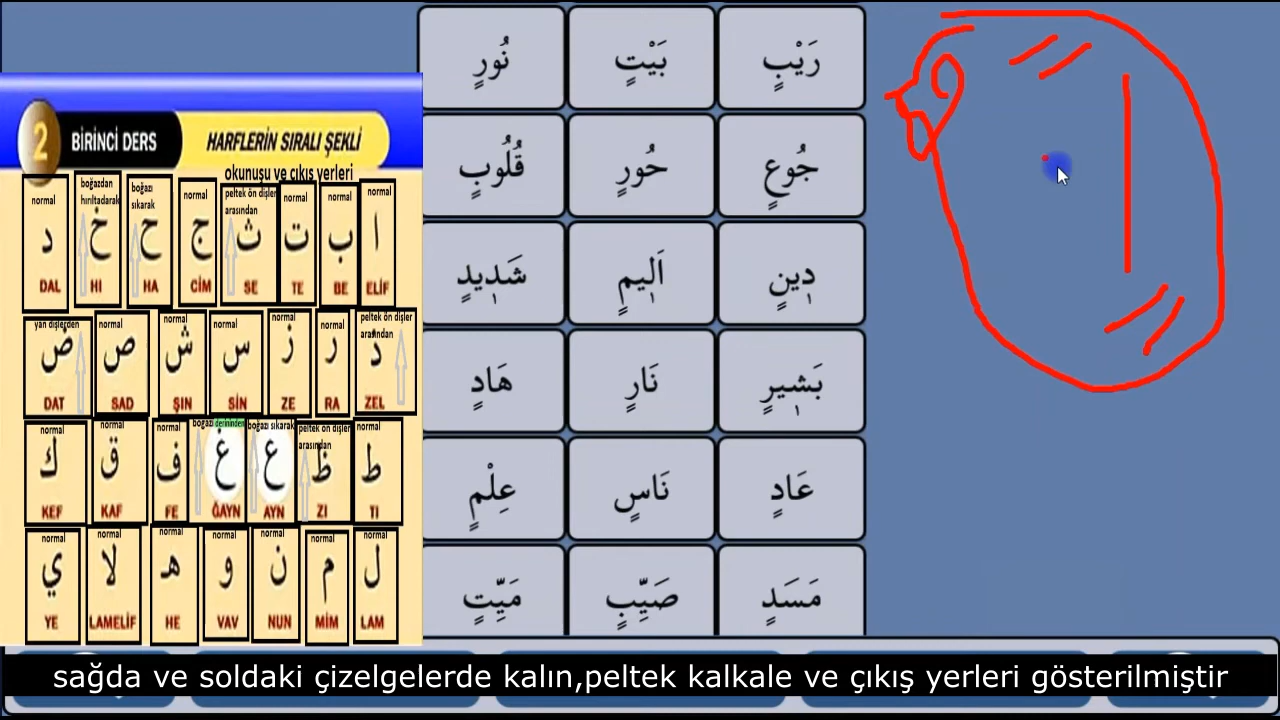 2 BİRİNCİ DERS HARFLERİN SIRALI ŞEKLİ
okunuşu ve çıkış yerleri
normal boğazdan hırıltadarak boğazı sıkarak normal peltek ön dişler arasından normal normal normal
د خ ح ج ث ت ب ا
DAL HI HA CİM SE TE BE ELİF
yan dişlerden normal normal normal normal normal peltek ön dişler arasından
ض ص ش س ز ر ذ
DAT SAD ŞIN SİN ZE RA ZEL
normal normal normal boğazı derininden boğazı sıkarak peltek ön dişler arasından normal
ك ق ف غ ع ظ ط
KEF KAF FE ĞAYN AYN ZI TI
normal normal normal normal normal normal normal
ي لا هـ و ن م ل
YE LAMELİF HE VAV NUN MİM LAM
رَيْبٍ بَيْتٍ نُورٍ
جُوعٍ حُورٍ قُلُوبٍ
دٖينٍ اَلٖيمٍ شَدٖيدٍ
بَشٖيرٍ نَارٍ هَادٍ
عَادٍ نَاسٍ عِلْمٍ
مَسَدٍ صَيِّبٍ مَيِّتٍ
sağda ve soldaki çizelgelerde kalın,peltek kalkale ve çıkış yerleri gösterilmiştir